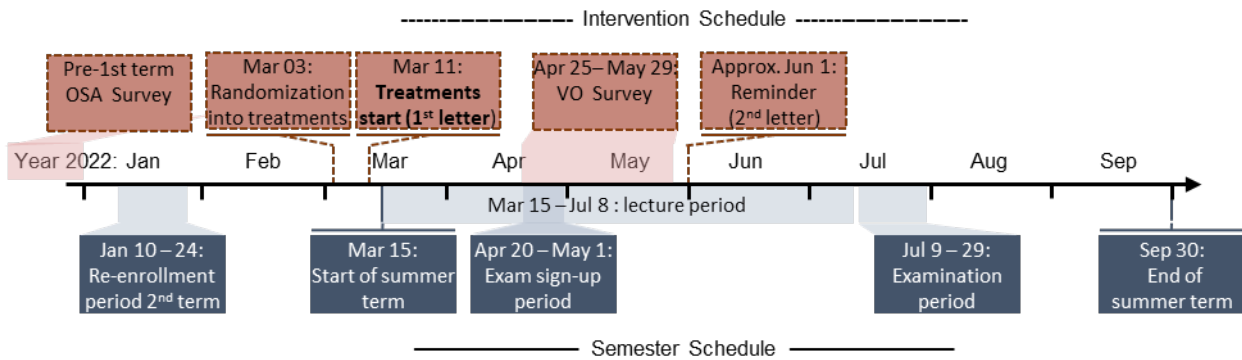 Intervention Schedule
Pre-1st term
OSA Survey
Mar 03:
Randomization
into treatments
Mar 11:
Treatments
start (1st letter)
Apr 25– May 29:
VO Survey
Approx. Jun 1:
Reminder
(2nd letter)
Year 2022: Jan Feb Mar Apr May Jun Jul Aug Sep
Mar 15 – Jul 8 : lecture period
Jan 10 – 24:
Re-enrollment
period 2nd term
Mar 15:
Start of summer
term
Apr 20 – May 1:
Exam sign-up
period
Jul 9 – 29:
Examination
period
Sep 30:
End of
summer term
Semester Schedule